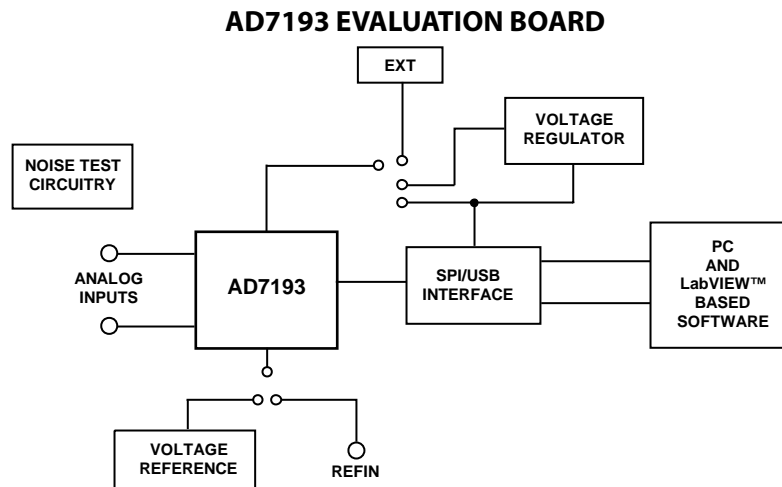 AD7193 EVALUATION BOARD
EXT
VOLTAGE
REGULATOR
NOISE TEST
CIRCUITRY
ANALOG
INPUTS
AD7193
SPI/USB
INTERFACE
PC
AND
LabVIEW™
BASED
SOFTWARE
VOLTAGE
REFERENCE
REFIN